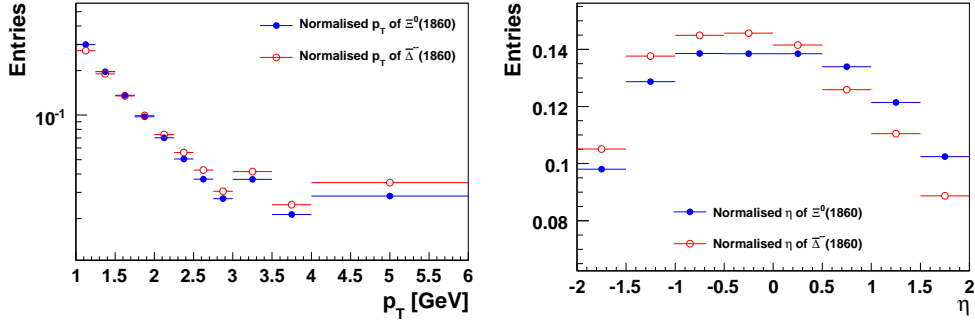 Entries
Normalised p_T of Ξ⁰(1860)
Normalised p_T of Δ̄⁻(1860)
10⁻¹
1 1.5 2 2.5 3 3.5 4 4.5 5 5.5 6
p_T [GeV]
Entries
0.14
0.12
0.1
0.08
Normalised η of Ξ⁰(1860)
Normalised η of Δ̄⁻(1860)
-2 -1.5 -1 -0.5 0 0.5 1 1.5 2
η